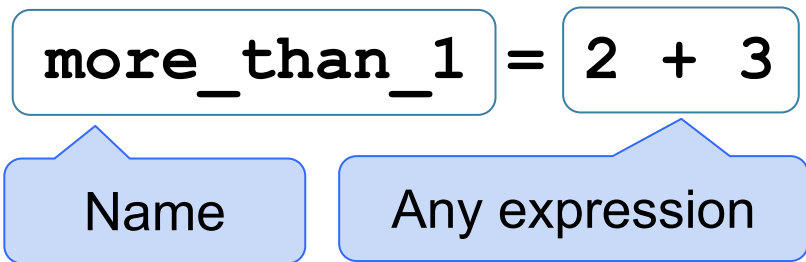 more_than_1 = 2 + 3
Name
Any expression